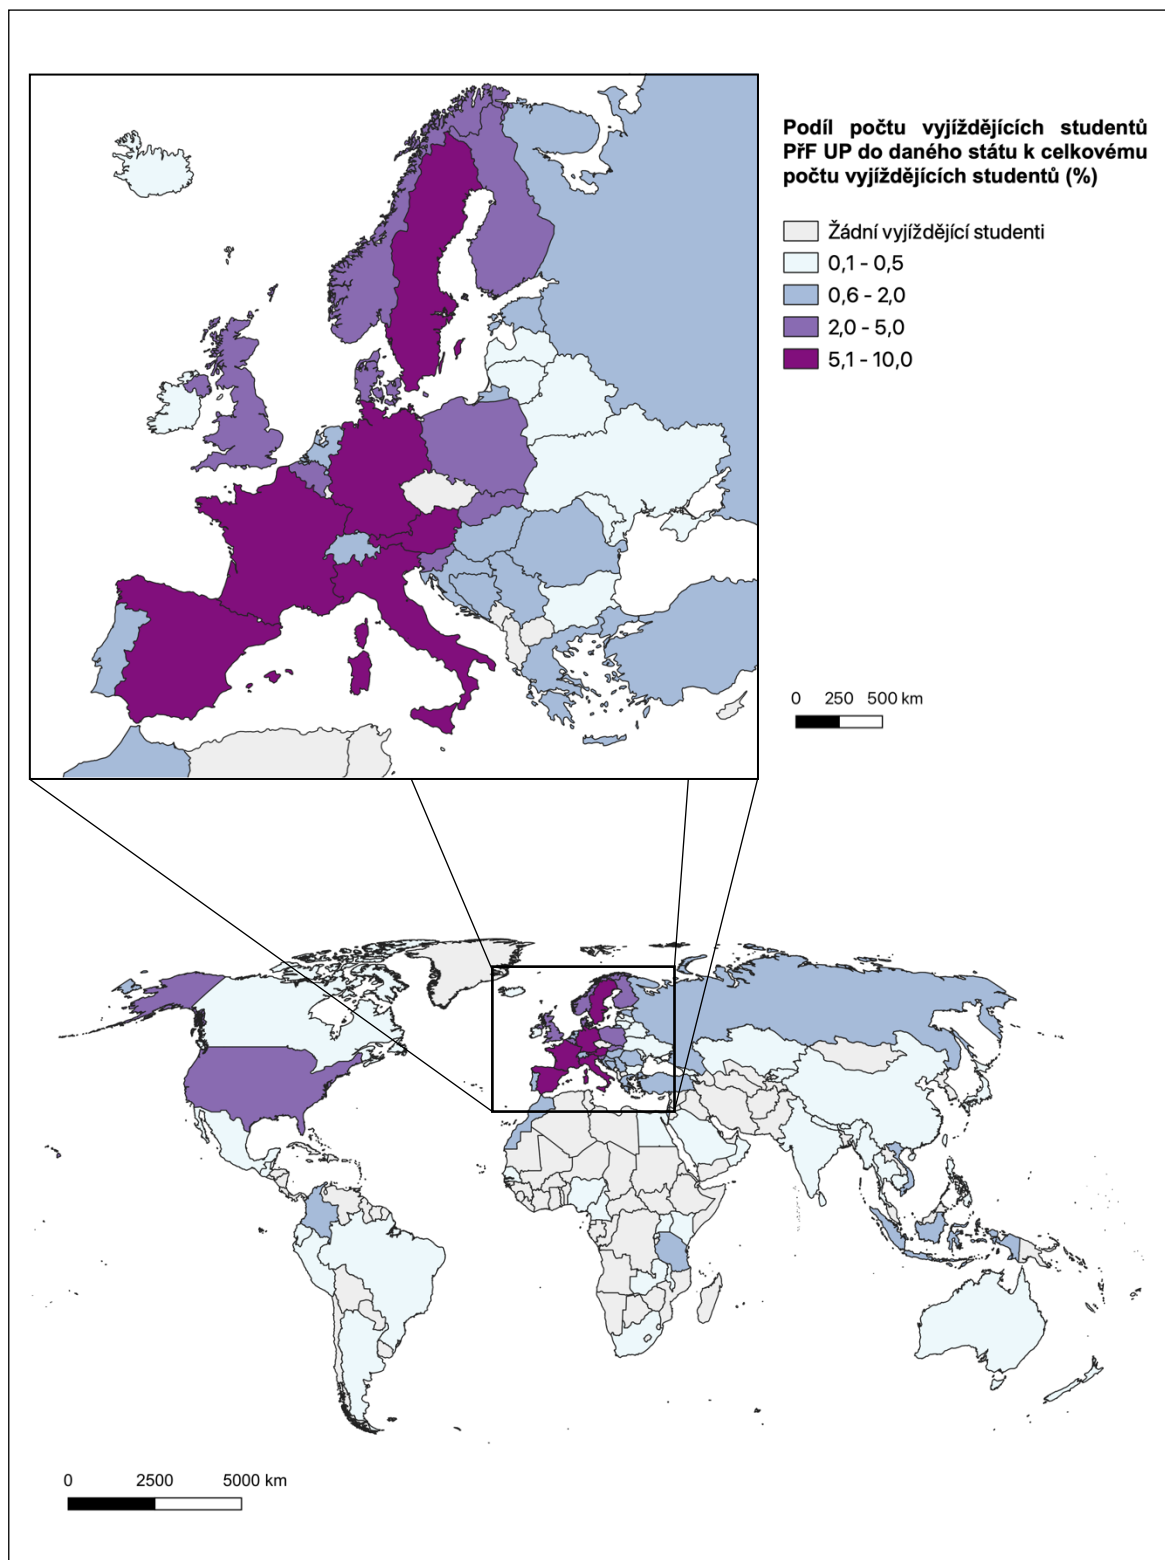 Podíl počtu vyjíždějících studentů
PřF UP do daného státu k celkovému
počtu vyjíždějících studentů (%)
Žádní vyjíždějící studenti
0,1 - 0,5
0,6 - 2,0
2,0 - 5,0
5,1 - 10,0
0 250 500 km
0 2500 5000 km